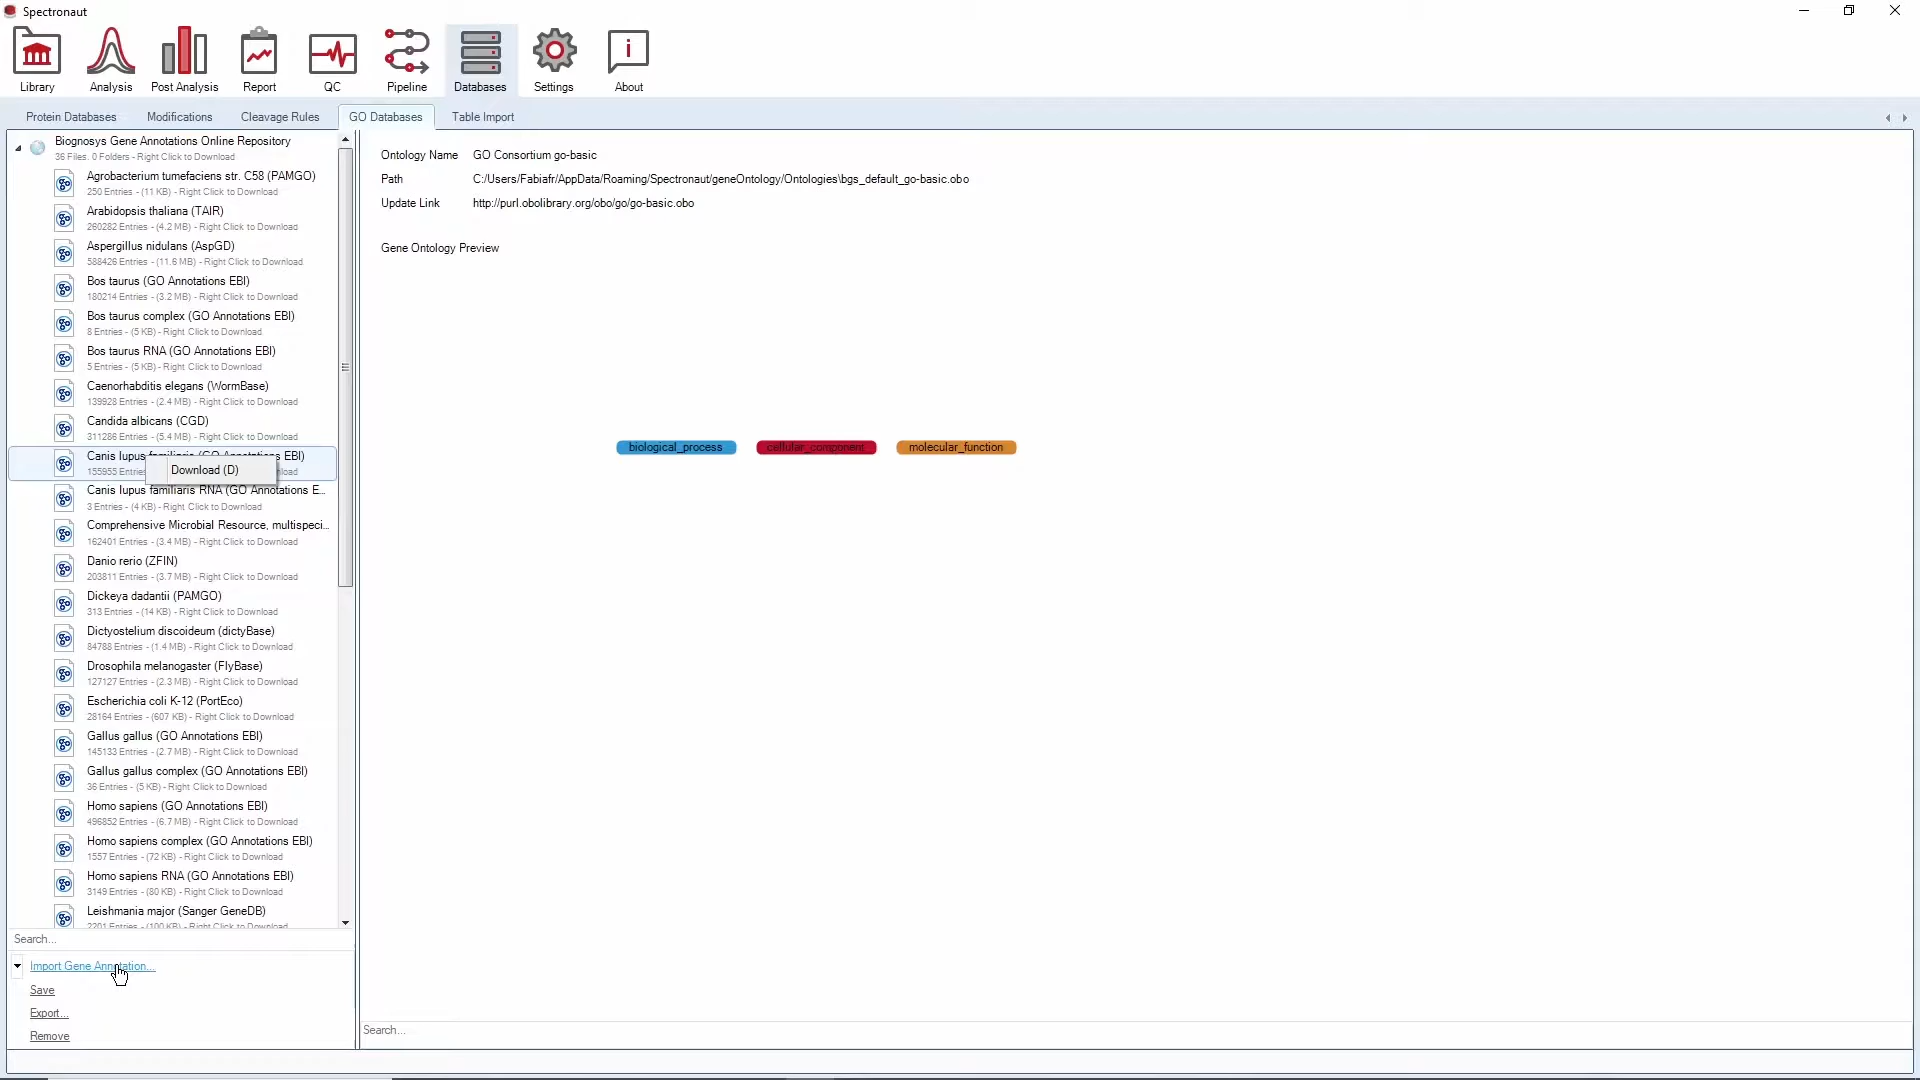 Spectronaut
Library
Analysis
Post Analysis
Report
QC
Pipeline
Databases
Settings
About
Protein Databases
Modifications
Cleavage Rules
GO Databases
Table Import
Biognosys Gene Annotations Online Repository
36 Files. 0 Folders - Right Click to Download
Agrobacterium tumefaciens str. C58 (PAMGO)
250 Entries - (11 KB) - Right Click to Download
Arabidopsis thaliana (TAIR)
260282 Entries - (4.2 MB) - Right Click to Download
Aspergillus nidulans (AspGD)
588426 Entries - (11.6 MB) - Right Click to Download
Bos taurus (GO Annotations EBI)
180214 Entries - (3.2 MB) - Right Click to Download
Bos taurus complex (GO Annotations EBI)
8 Entries - (5 KB) - Right Click to Download
Bos taurus RNA (GO Annotations EBI)
5 Entries - (5 KB) - Right Click to Download
Caenorhabditis elegans (WormBase)
139928 Entries - (2.4 MB) - Right Click to Download
Candida albicans (CGD)
311286 Entries - (5.4 MB) - Right Click to Download
Canis lupus familiaris (GO Annotations EBI)
155955 Entries
Download (D)
Canis lupus familiaris RNA (GO Annotations E...
3 Entries - (4 KB) - Right Click to Download
Comprehensive Microbial Resource, multispeci...
162401 Entries - (3.4 MB) - Right Click to Download
Danio rerio (ZFIN)
203811 Entries - (3.7 MB) - Right Click to Download
Dickeya dadantii (PAMGO)
313 Entries - (14 KB) - Right Click to Download
Dictyostelium discoideum (dictyBase)
84788 Entries - (1.4 MB) - Right Click to Download
Drosophila melanogaster (FlyBase)
127127 Entries - (2.3 MB) - Right Click to Download
Escherichia coli K-12 (PortEco)
28164 Entries - (607 KB) - Right Click to Download
Gallus gallus (GO Annotations EBI)
145133 Entries - (2.7 MB) - Right Click to Download
Gallus gallus complex (GO Annotations EBI)
36 Entries - (5 KB) - Right Click to Download
Homo sapiens (GO Annotations EBI)
496852 Entries - (6.7 MB) - Right Click to Download
Homo sapiens complex (GO Annotations EBI)
1557 Entries - (72 KB) - Right Click to Download
Homo sapiens RNA (GO Annotations EBI)
3149 Entries - (80 KB) - Right Click to Download
Leishmania major (Sanger GeneDB)
2201 Entries - (100 KB) - Right Click to Download
Search...
Import Gene Annotation...
Save
Export...
Remove
Ontology Name GO Consortium go-basic
Path C:/Users/Fabiafr/AppData/Roaming/Spectronaut/geneOntology/Ontologies\bgs_default_go-basic.obo
Update Link http://purl.obolibrary.org/obo/go/go-basic.obo
Gene Ontology Preview
biological_process
cellular_component
molecular_function
Search...